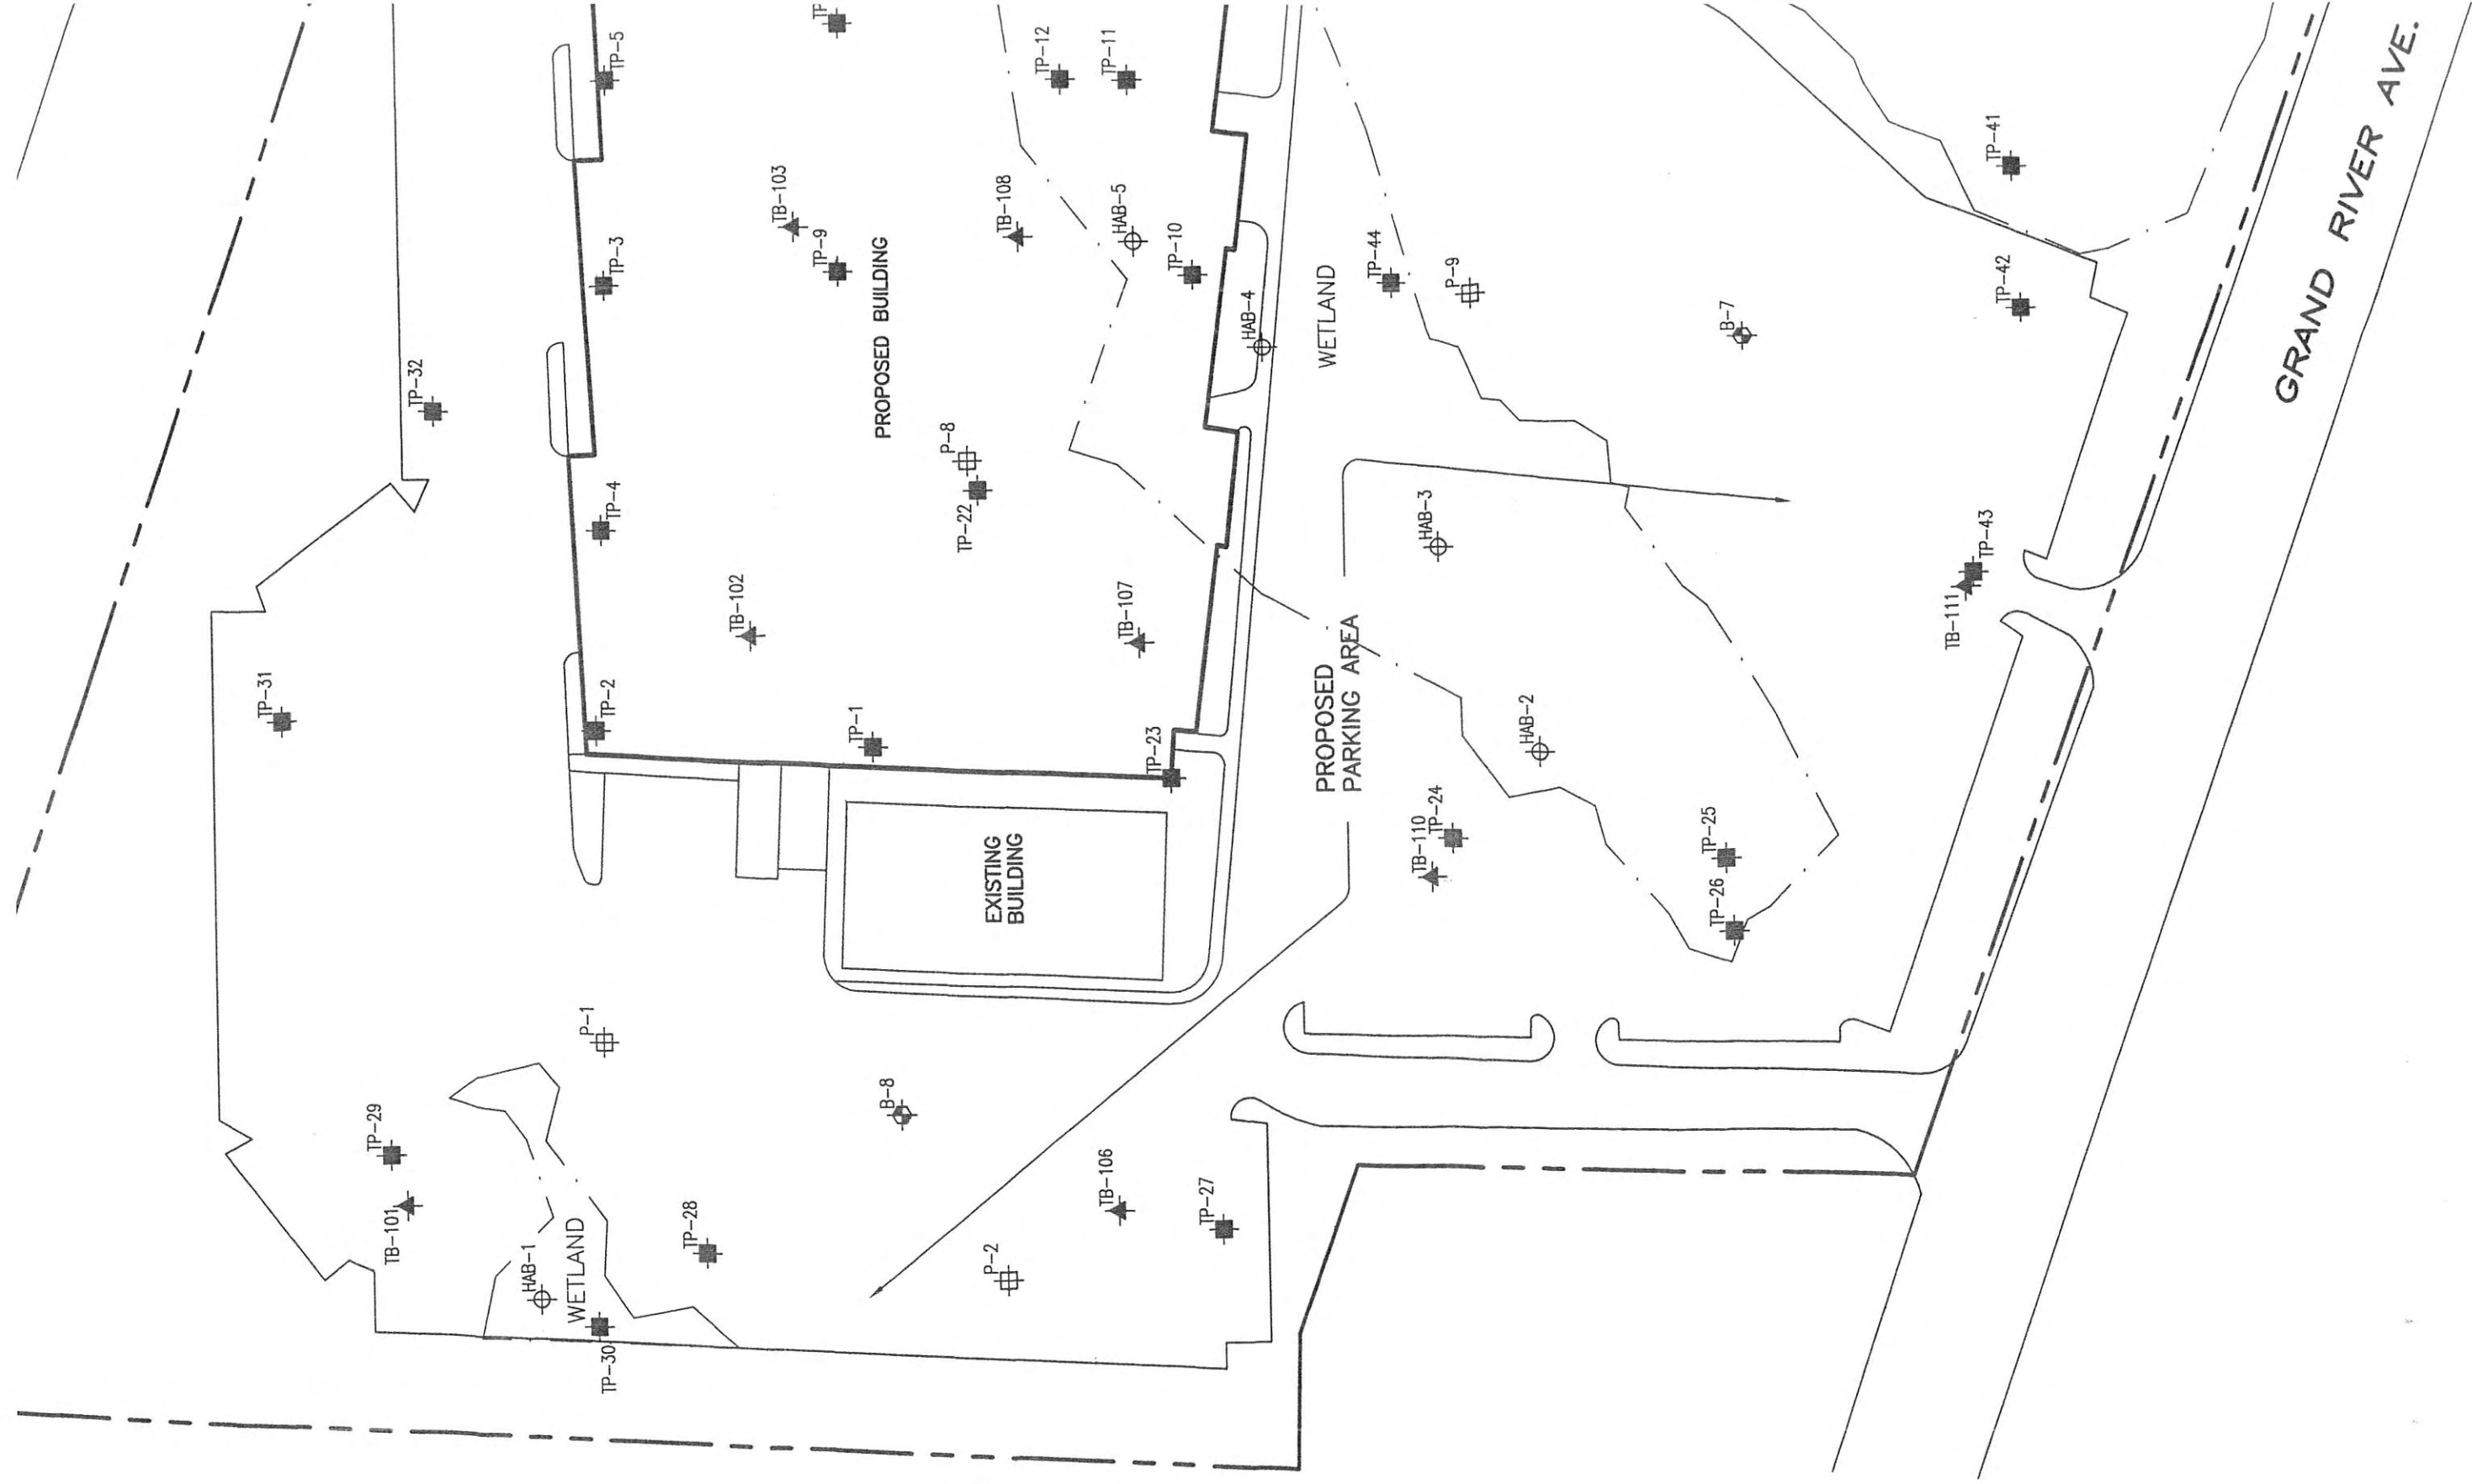 TP-5
TP
TP-12
TP-11
TP-41
GRAND RIVER AVE.
TB-103
TB-108
HAB-5
TP-3
TP-9
TP-10
TP-44
P-9
TP-42
PROPOSED BUILDING
HAB-4
WETLAND
B-7
TP-32
P-8
TP-4
TP-22
HAB-3
TP-43
TB-111
TB-102
TB-107
TP-31
TP-2
TP-1
TP-23
PROPOSED
PARKING AREA
HAB-2
TB-110
TP-24
TP-25
TP-26
EXISTING
BUILDING
P-1
B-8
TP-29
TB-101
TB-106
TP-27
HAB-1
WETLAND
TP-28
P-2
TP-30